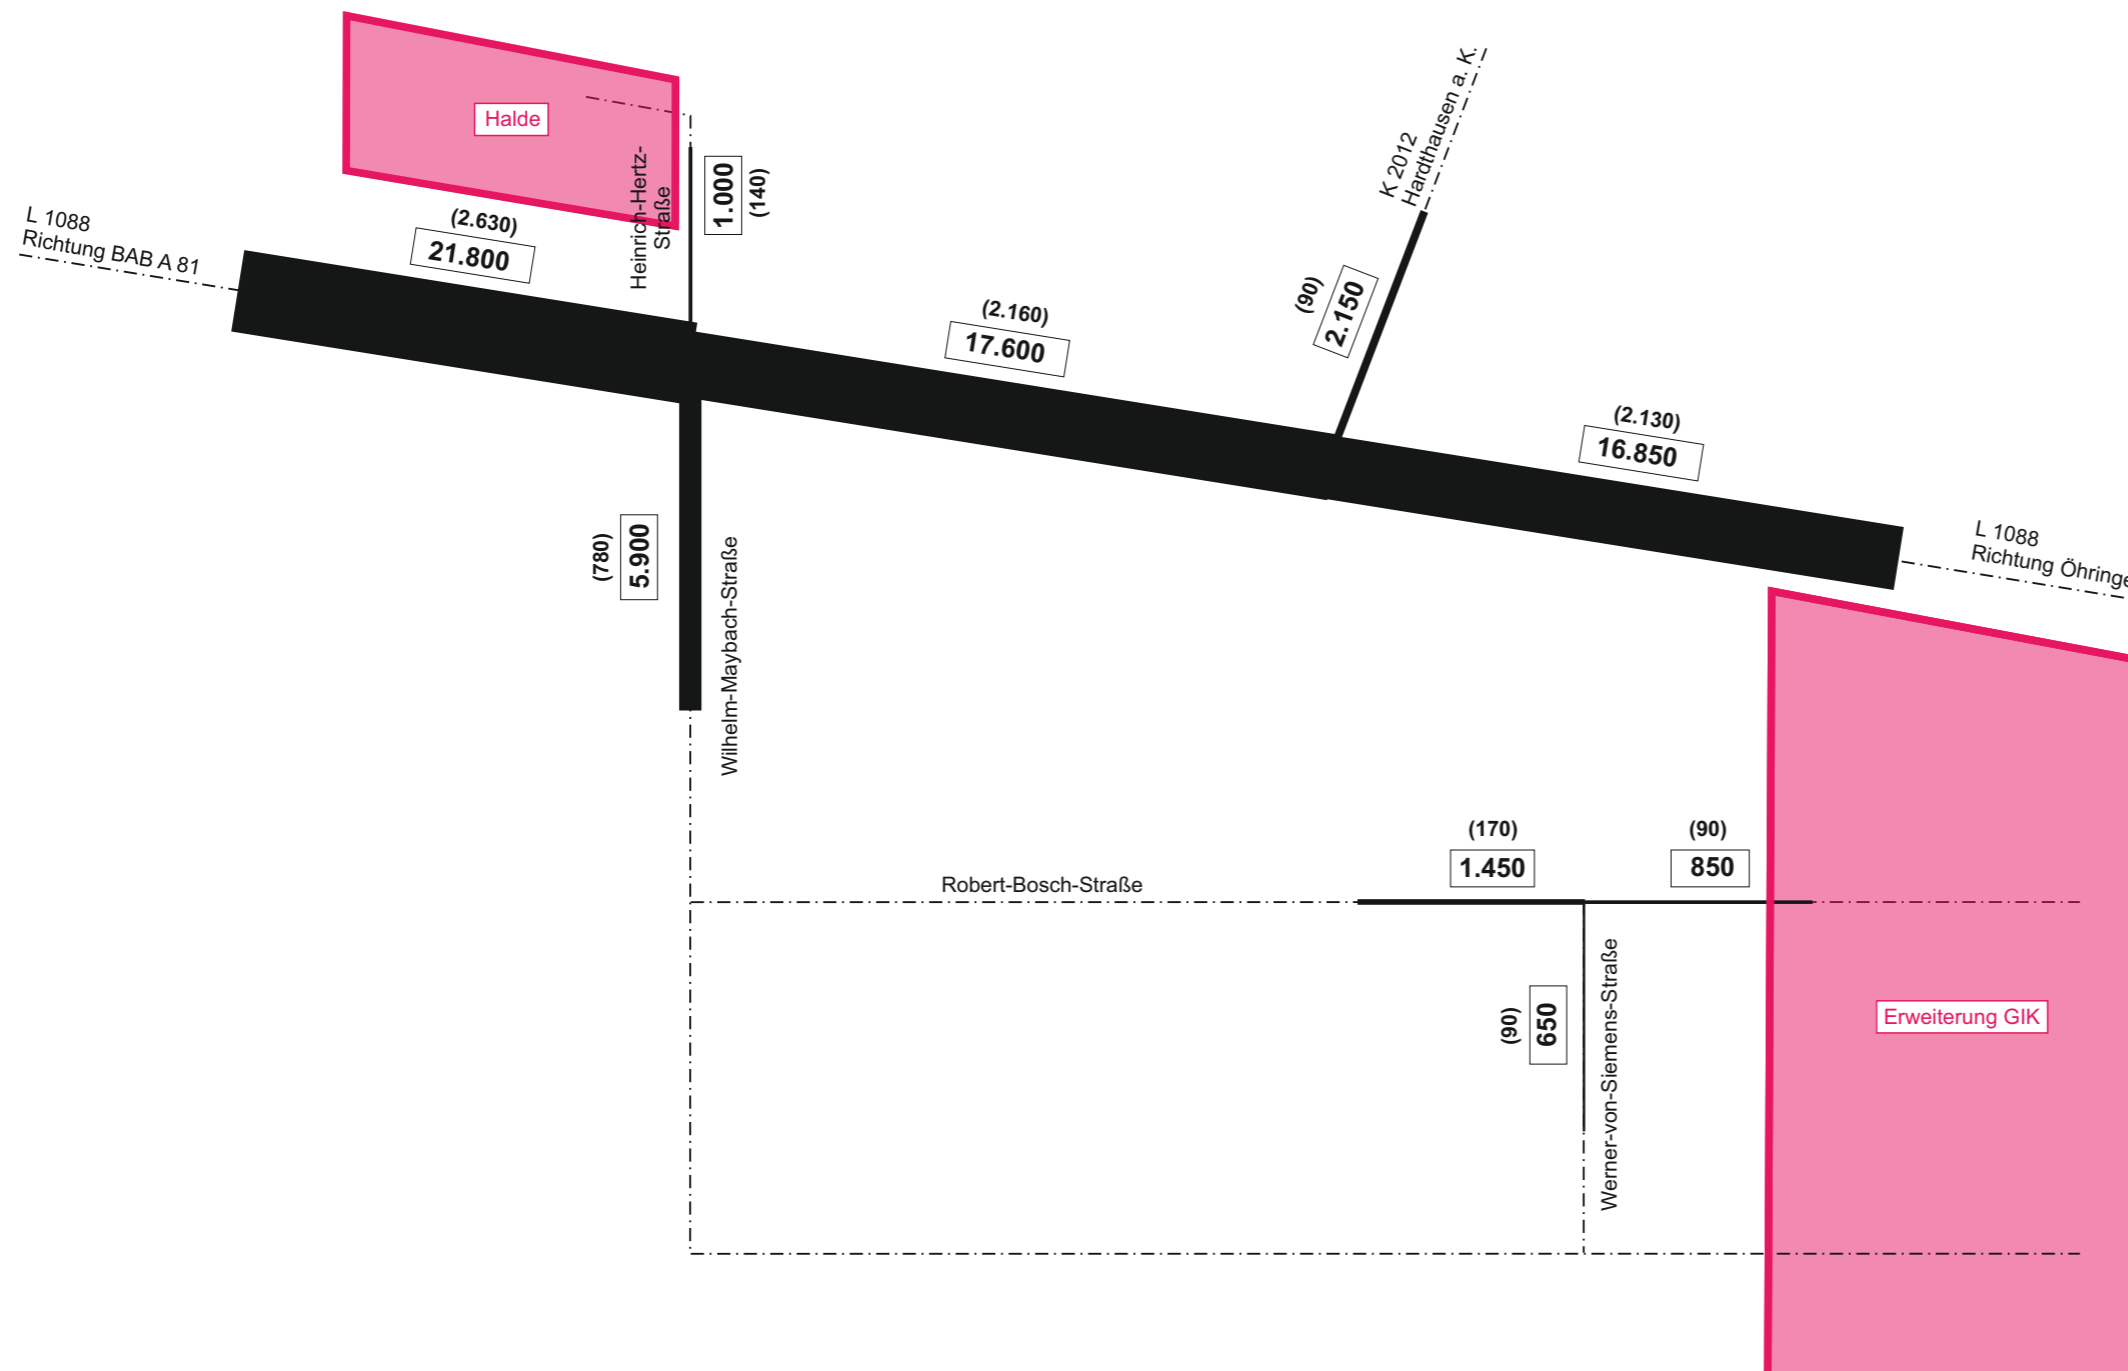 Halde
Heinrich-Hertz-
Straße
1.000
(140)
L 1088
Richtung BAB A 81
(2.630)
21.800
K 2012
Hardthausen a. K.
(90)
2.150
(2.160)
17.600
(2.130)
16.850
L 1088
Richtung Öhringe
(780)
5.900
Wilhelm-Maybach-Straße
Robert-Bosch-Straße
(170)
1.450
(90)
850
(90)
650
Werner-von-Siemens-Straße
Erweiterung GIK